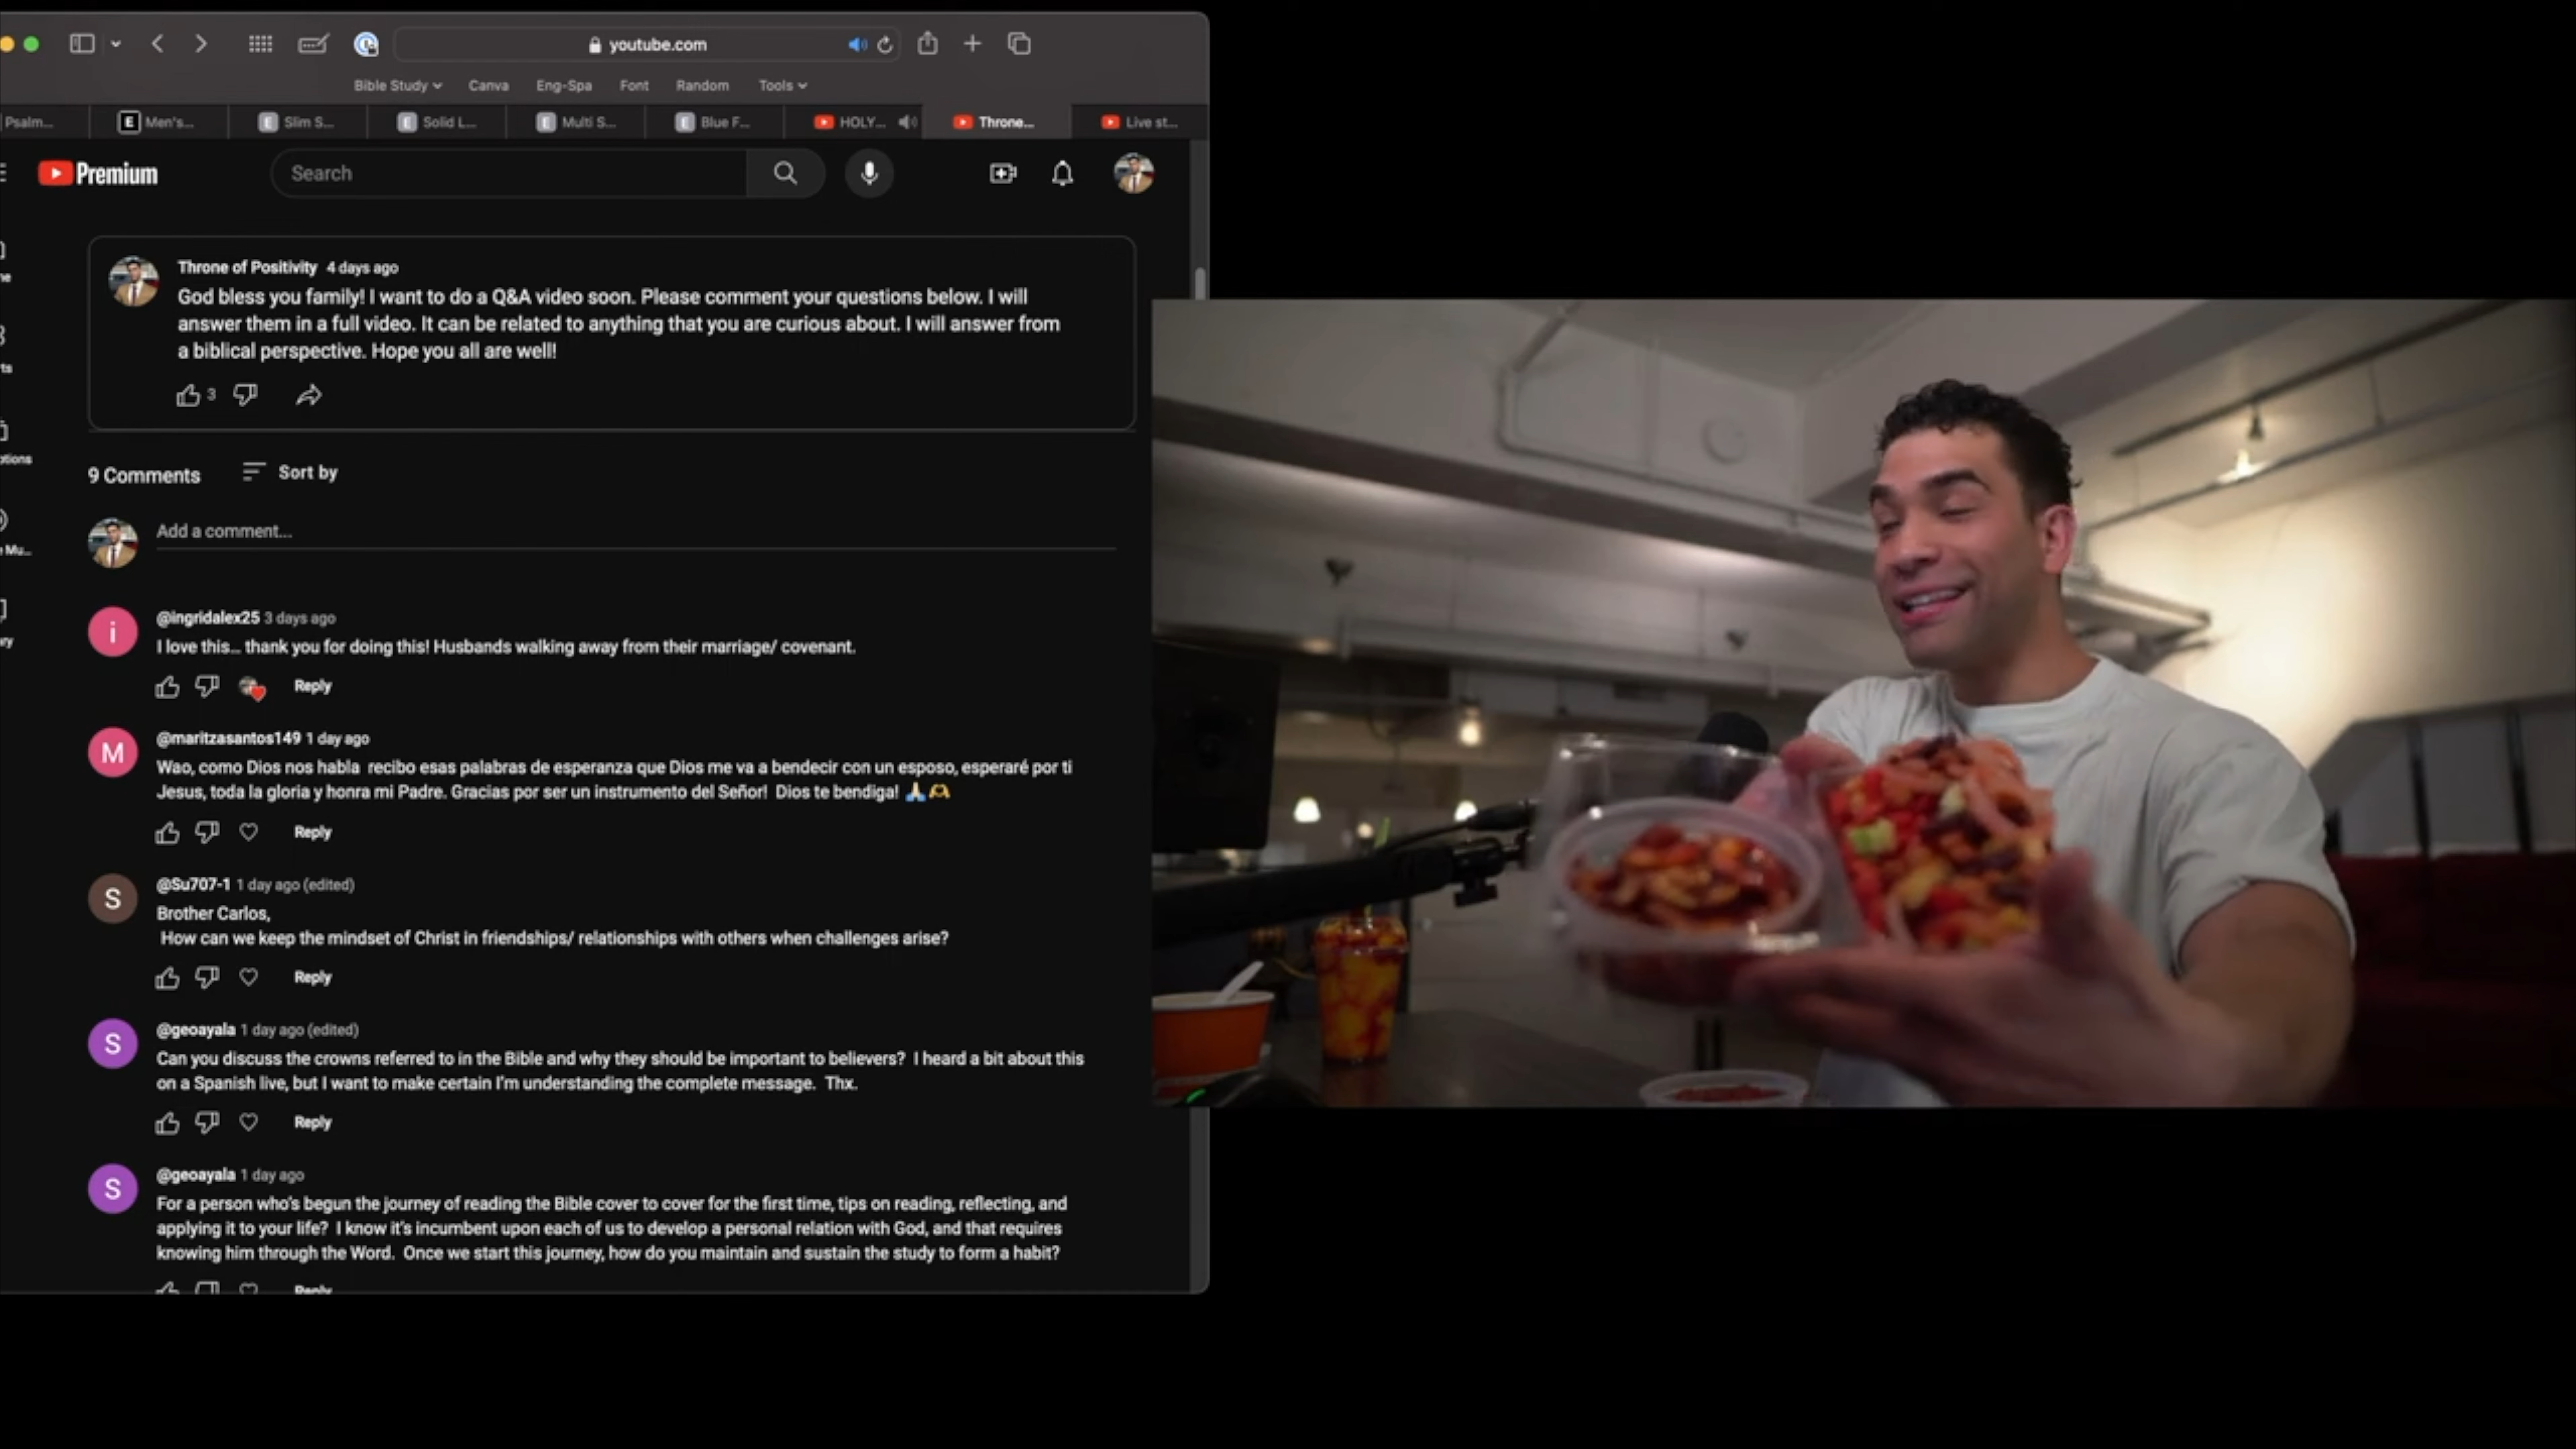 youtube.com
Bible Study Canva Eng-Spa Font Random Tools
Psalm... Men's... Slim S... Solid L... Multi S... Blue F... HOLY... Throne... Live st...
Premium
Search
Throne of Positivity 4 days ago
God bless you family! I want to do a Q&A video soon. Please comment your questions below. I will
answer them in a full video. It can be related to anything that you are curious about. I will answer from
a biblical perspective. Hope you all are well!
3
9 Comments Sort by
Add a comment...
i
@ingridalex25 3 days ago
I love this... thank you for doing this! Husbands walking away from their marriage/ covenant.
Reply
M
@maritzasantos149 1 day ago
Wao, como Dios nos habla recibo esas palabras de esperanza que Dios me va a bendecir con un esposo, esperaré por ti
Jesus, toda la gloria y honra mi Padre. Gracias por ser un instrumento del Señor! Dios te bendiga! 🙏🫶
Reply
S
@Su707-1 1 day ago (edited)
Brother Carlos,
How can we keep the mindset of Christ in friendships/ relationships with others when challenges arise?
Reply
S
@geoayala 1 day ago (edited)
Can you discuss the crowns referred to in the Bible and why they should be important to believers? I heard a bit about this
on a Spanish live, but I want to make certain I'm understanding the complete message. Thx.
Reply
S
@geoayala 1 day ago
For a person who's begun the journey of reading the Bible cover to cover for the first time, tips on reading, reflecting, and
applying it to your life? I know it's incumbent upon each of us to develop a personal relation with God, and that requires
knowing him through the Word. Once we start this journey, how do you maintain and sustain the study to form a habit?
Reply